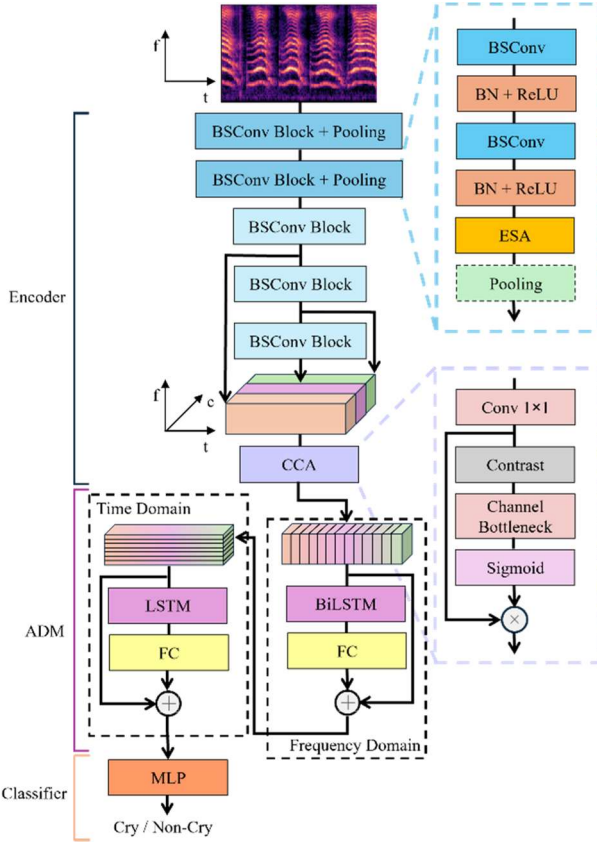 f
t
BSConv Block + Pooling
BSConv Block + Pooling
BSConv Block
BSConv Block
BSConv Block
f
c
t
CCA
Encoder
BSConv
BN + ReLU
BSConv
BN + ReLU
ESA
Pooling
Conv 1×1
Contrast
Channel
Bottleneck
Sigmoid
×
ADM
Time Domain
LSTM
FC
+
BiLSTM
FC
+
Frequency Domain
Classifier
MLP
Cry / Non-Cry